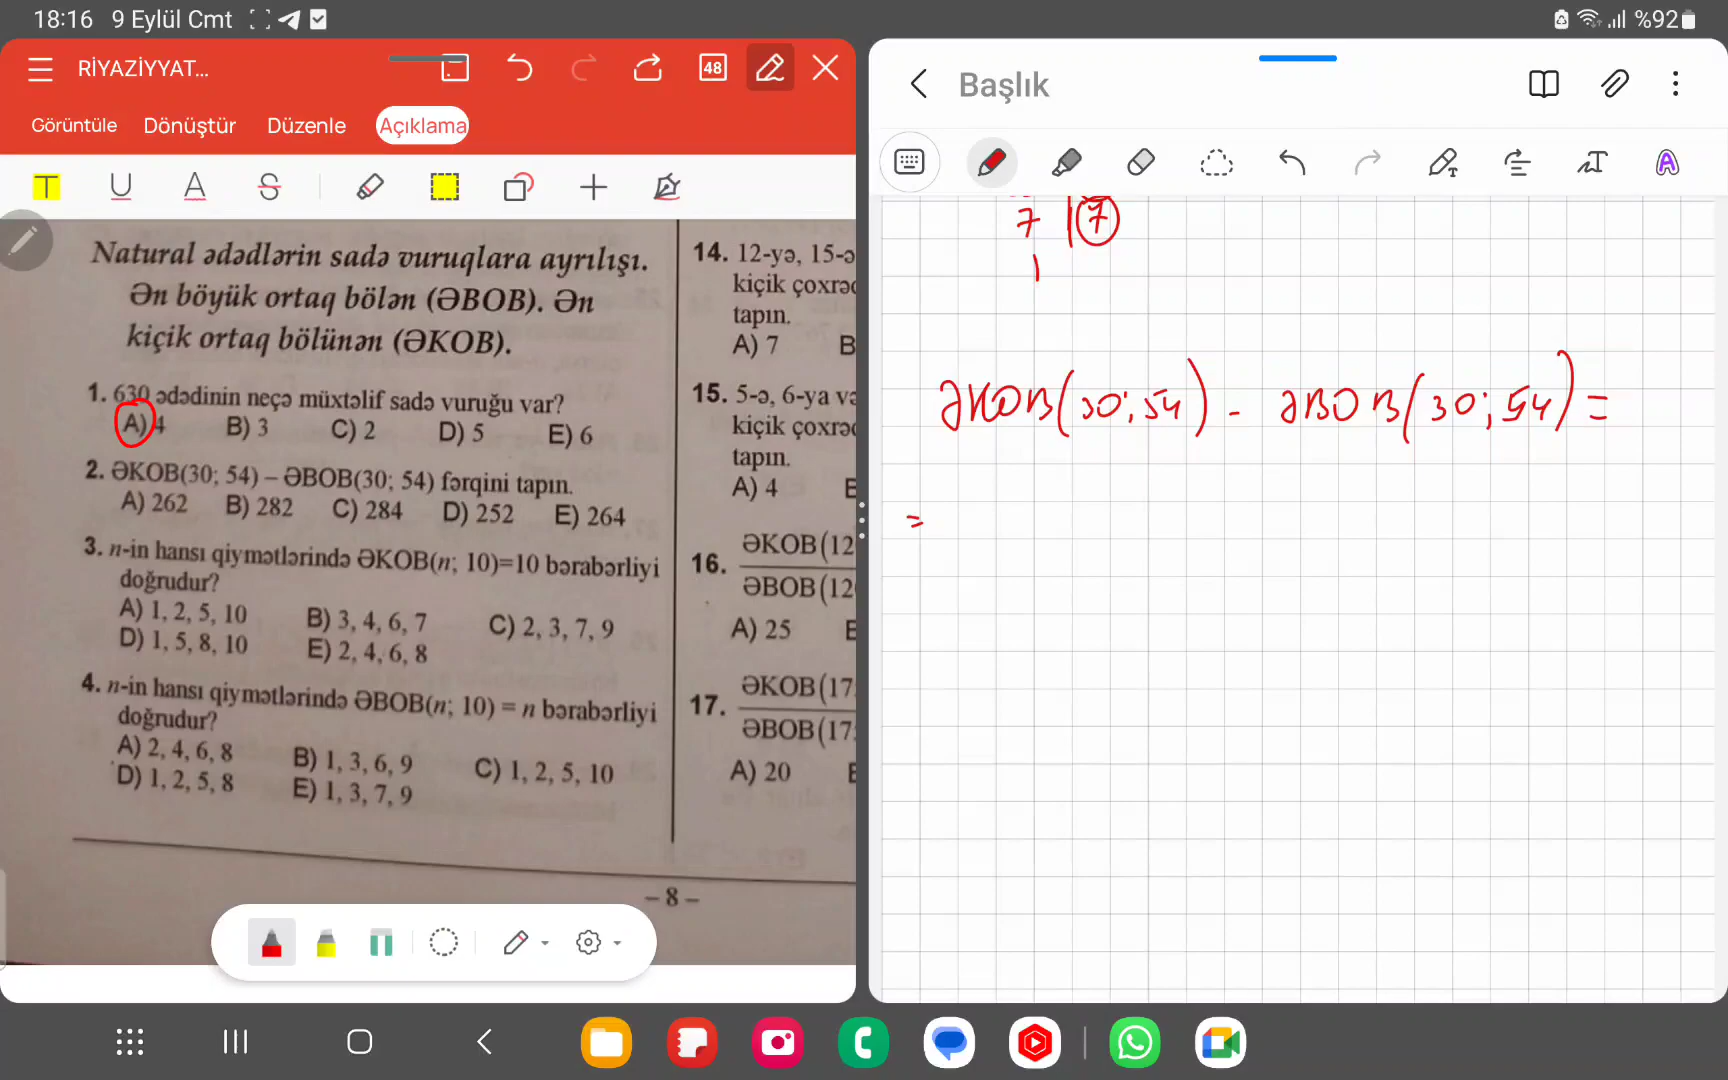 18:16 9 Eylül Cmt
%92
RİYAZİYYAT...
48
Görüntüle Dönüştür Düzenle Açıklama
Natural ədədlərin sadə vuruqlara ayrılışı.
Ən böyük ortaq bölən (ƏBOB). Ən
kiçik ortaq bölünən (ƏKOB).
1. 630 ədədinin neçə müxtəlif sadə vuruğu var?
A) 4 B) 3 C) 2 D) 5 E) 6
2. ƏKOB(30; 54) – ƏBOB(30; 54) fərqini tapın.
A) 262 B) 282 C) 284 D) 252 E) 264
3. n-in hansı qiymətlərində ƏKOB(n; 10)=10 bərabərliyi
doğrudur?
A) 1, 2, 5, 10 B) 3, 4, 6, 7 C) 2, 3, 7, 9
D) 1, 5, 8, 10 E) 2, 4, 6, 8
4. n-in hansı qiymətlərində ƏBOB(n; 10) = n bərabərliyi
doğrudur?
A) 2, 4, 6, 8 B) 1, 3, 6, 9 C) 1, 2, 5, 10
D) 1, 2, 5, 8 E) 1, 3, 7, 9
– 8 –
14. 12-yə, 15-ə
kiçik çoxrəq
tapın.
A) 7 B
15. 5-ə, 6-ya və
kiçik çoxrəq
tapın.
A) 4
16. ƏKOB(12
ƏBOB(12
A) 25
17. ƏKOB(17
ƏBOB(17
A) 20
Başlık
7 | 7
1
ƏKOB(30;54) - ƏBOB(30;54) =
=